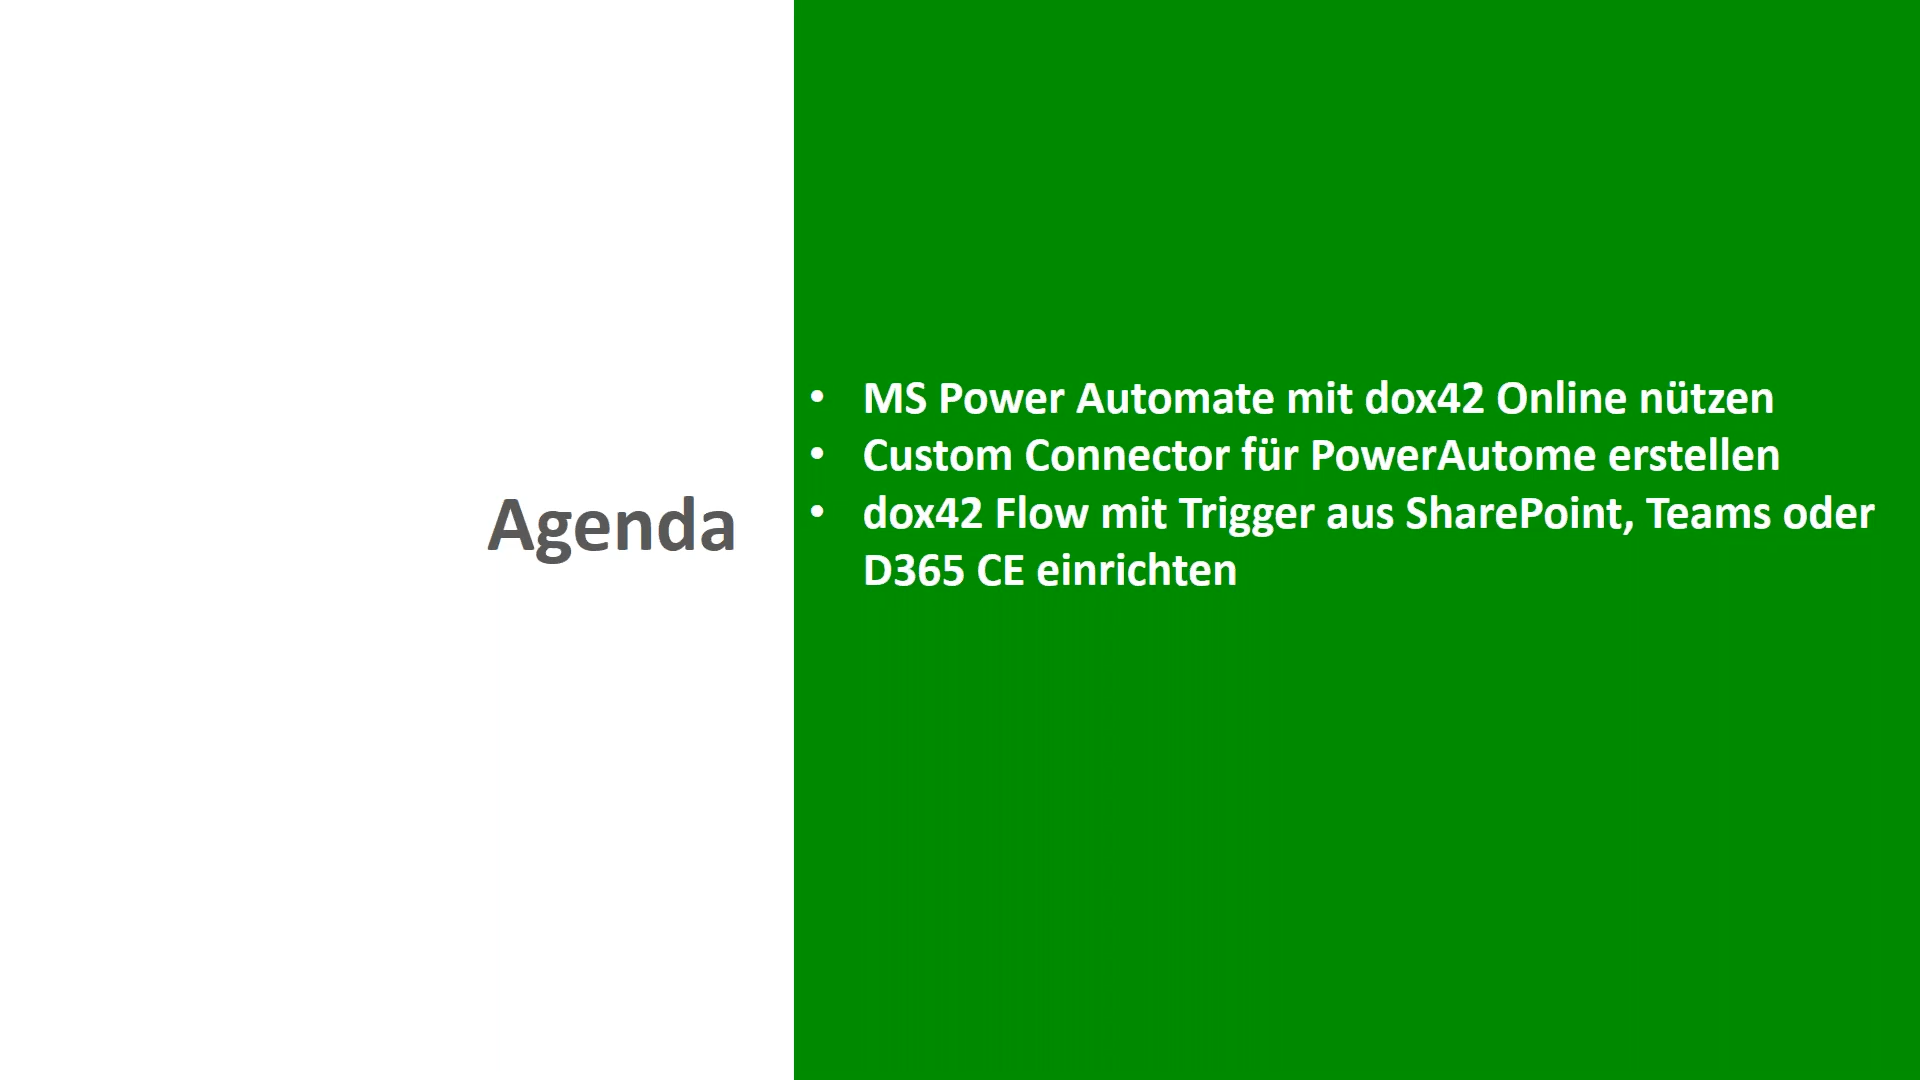 Agenda
• MS Power Automate mit dox42 Online nützen
• Custom Connector für PowerAutome erstellen
• dox42 Flow mit Trigger aus SharePoint, Teams oder
D365 CE einrichten